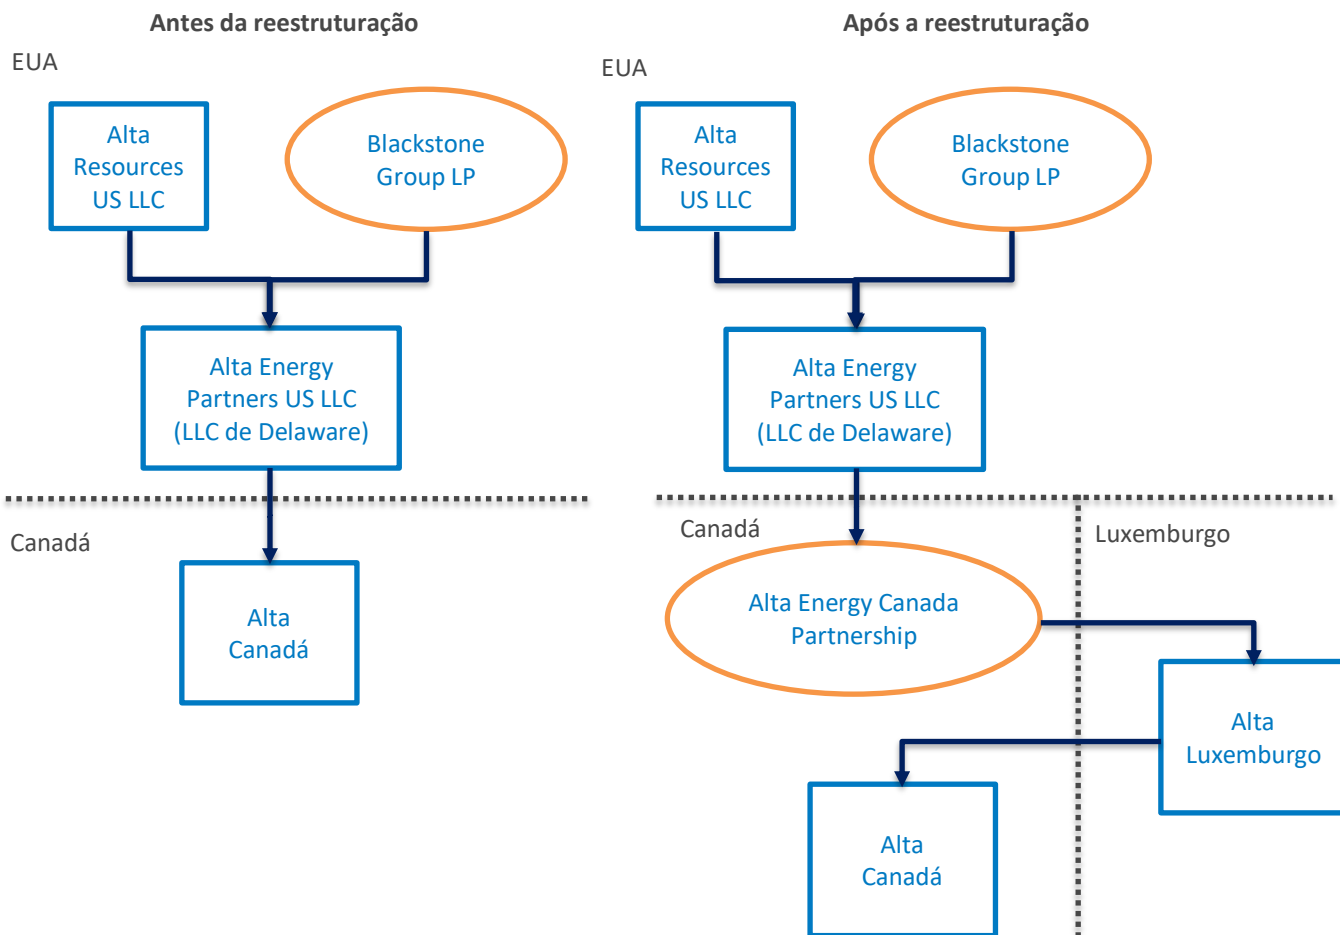 Antes da reestruturação
EUA
Alta
Resources
US LLC
Blackstone
Group LP
Alta Energy
Partners US LLC
(LLC de Delaware)
Canadá
Alta
Canadá
Após a reestruturação
EUA
Alta
Resources
US LLC
Blackstone
Group LP
Alta Energy
Partners US LLC
(LLC de Delaware)
Canadá
Luxemburgo
Alta Energy Canada
Partnership
Alta
Luxemburgo
Alta
Canadá